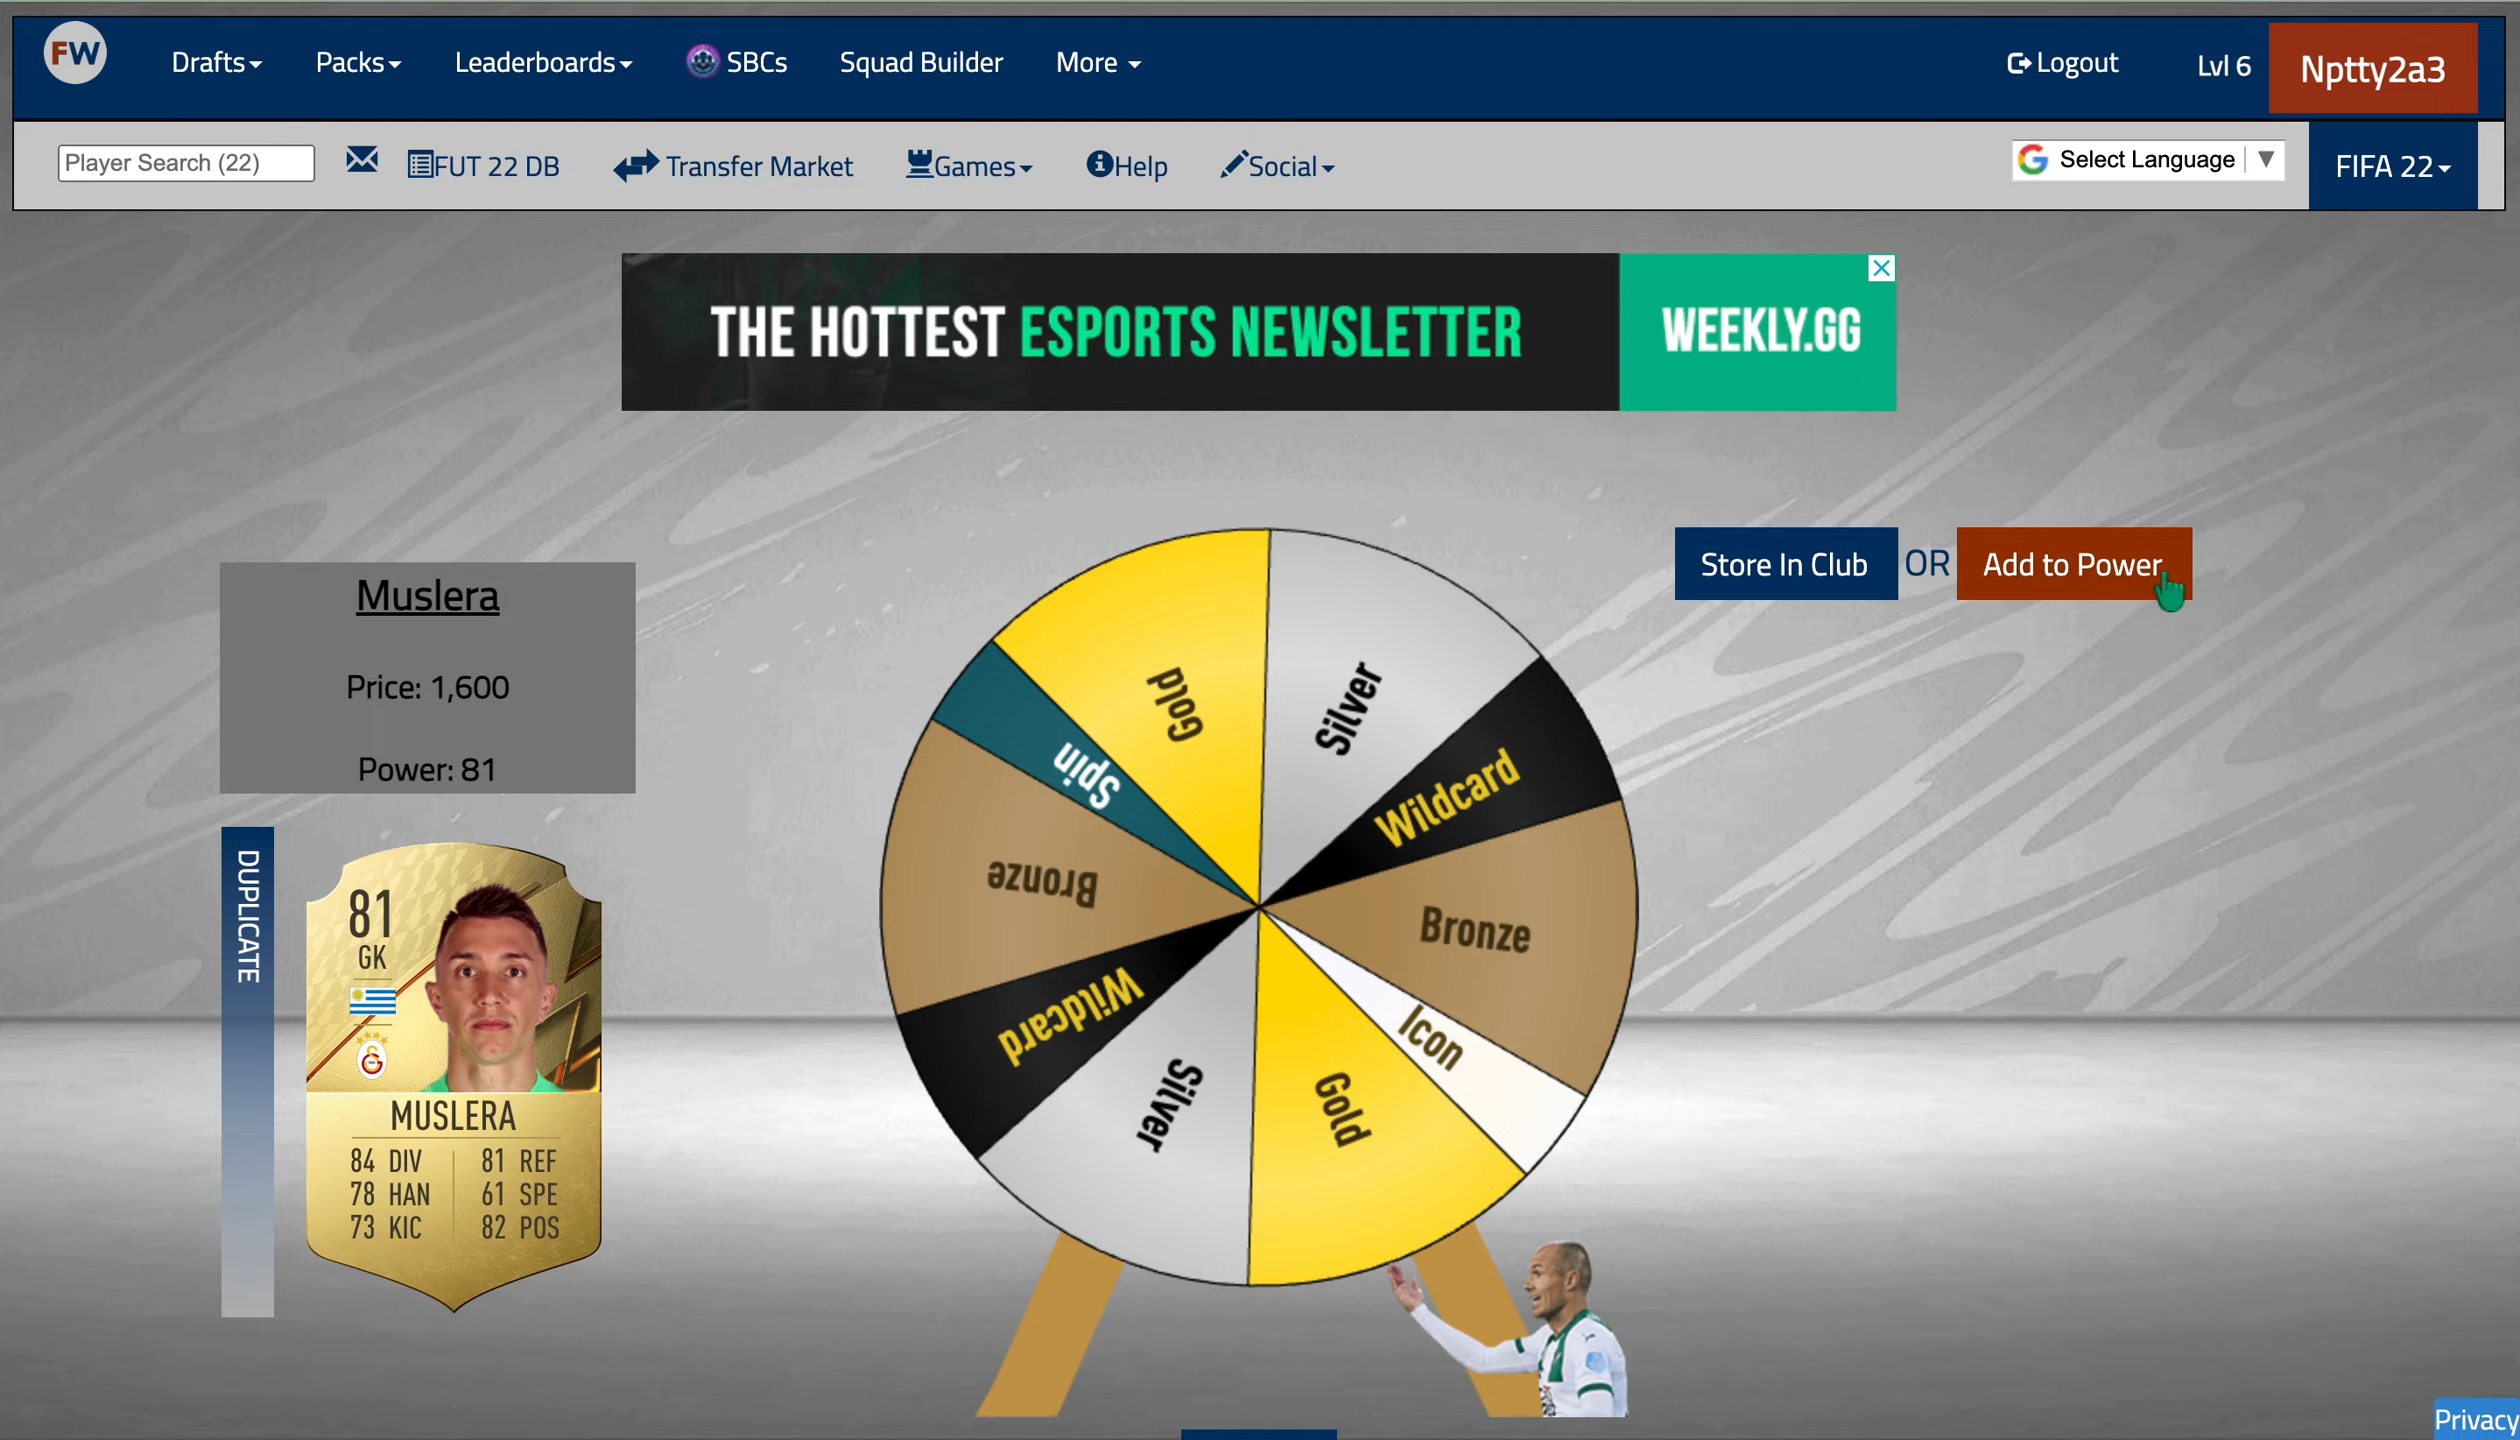 FW
Drafts
Packs
Leaderboards
SBCs
Squad Builder
More
Logout
Lvl 6
Nptty2a3
Player Search (22)
FUT 22 DB
Transfer Market
Games
Help
Social
Select Language
FIFA 22
THE HOTTEST ESPORTS NEWSLETTER
WEEKLY.GG
Store In Club
OR
Add to Power
Muslera
Price: 1,600
Power: 81
DUPLICATE
81
GK
MUSLERA
84 DIV
81 REF
78 HAN
61 SPE
73 KIC
82 POS
Gold
Silver
Wildcard
Bronze
Icon
Gold
Silver
Wildcard
Bronze
Spin
Privacy